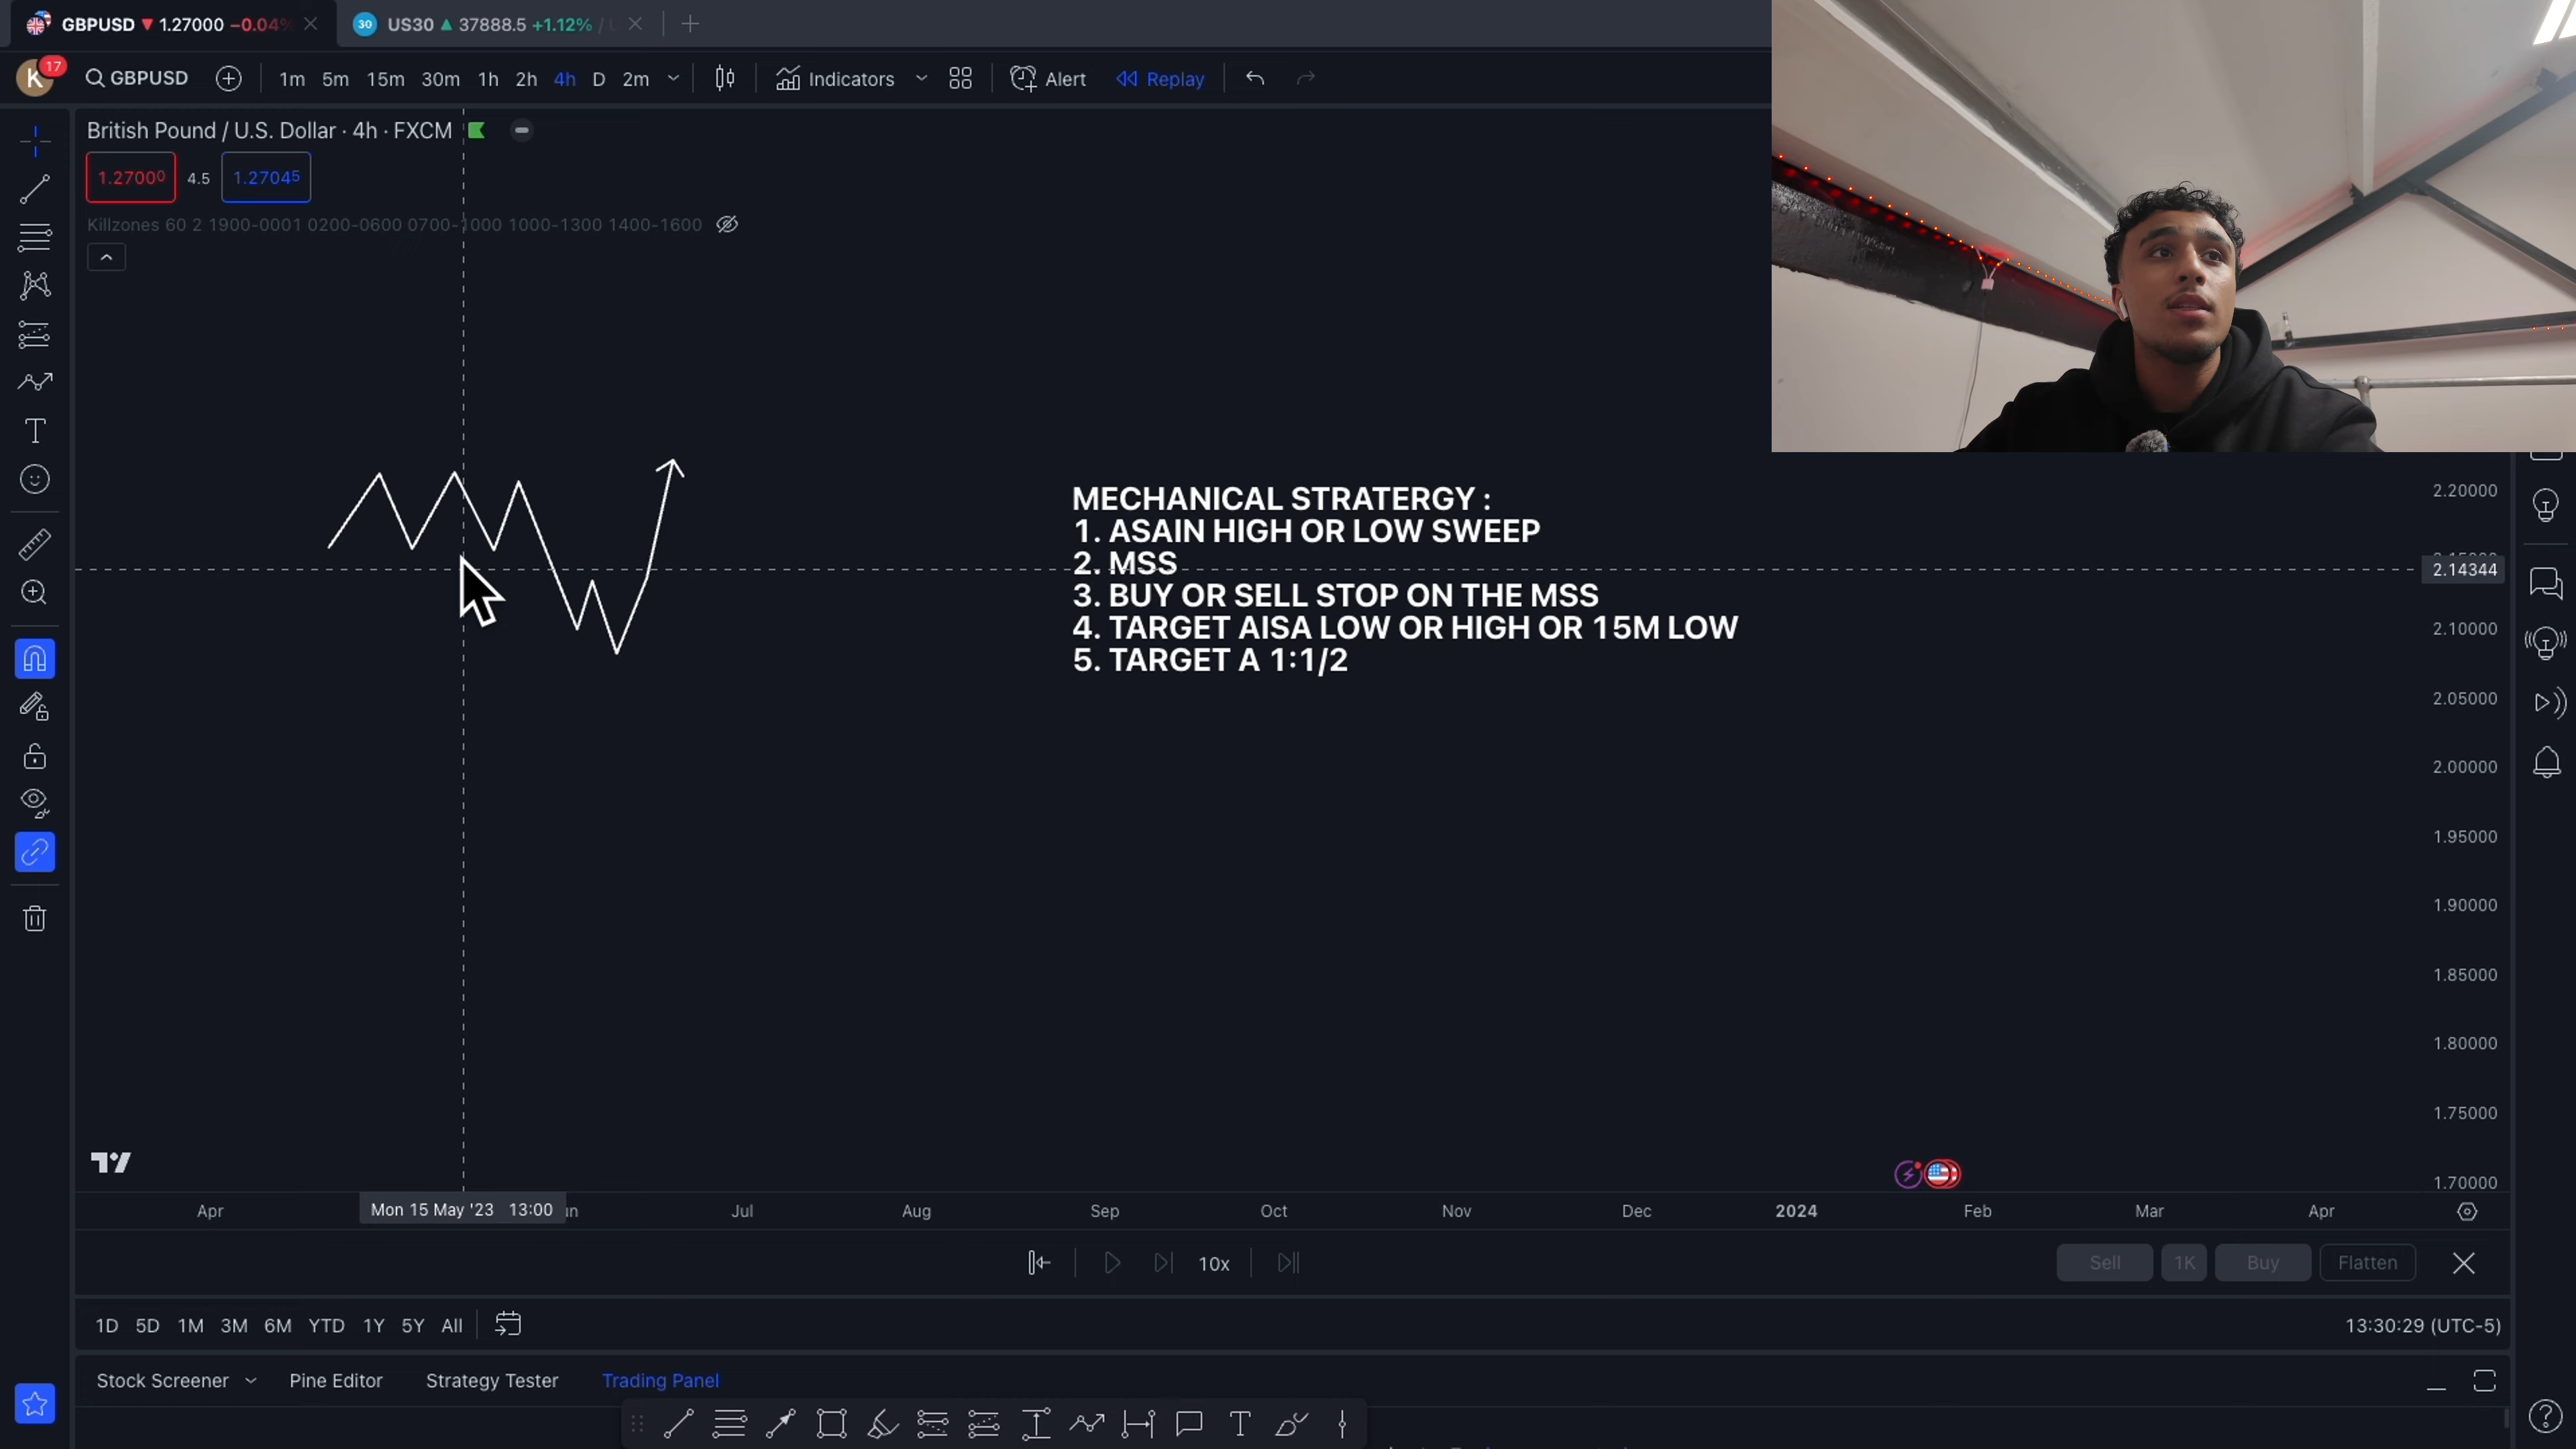 GBPUSD ▼ 1.27000 −0.04%
30 US30 ▲ 37888.5 +1.12% /
K 17 GBPUSD 1m 5m 15m 30m 1h 2h 4h D 2m Indicators Alert Replay
British Pound / U.S. Dollar · 4h · FXCM
1.27000 4.5 1.27045
Killzones 60 2 1900-0001 0200-0600 0700-1000 1000-1300 1400-1600
MECHANICAL STRATERGY :
1. ASAIN HIGH OR LOW SWEEP
2. MSS
3. BUY OR SELL STOP ON THE MSS
4. TARGET AISA LOW OR HIGH OR 15M LOW
5. TARGET A 1:1/2
2.20000
2.14344
2.10000
2.05000
2.00000
1.95000
1.90000
1.85000
1.80000
1.75000
1.70000
Apr Mon 15 May '23 13:00 Jul Aug Sep Oct Nov Dec 2024 Feb Mar Apr
10x Sell 1K Buy Flatten
1D 5D 1M 3M 6M YTD 1Y 5Y All 13:30:29 (UTC-5)
Stock Screener Pine Editor Strategy Tester Trading Panel